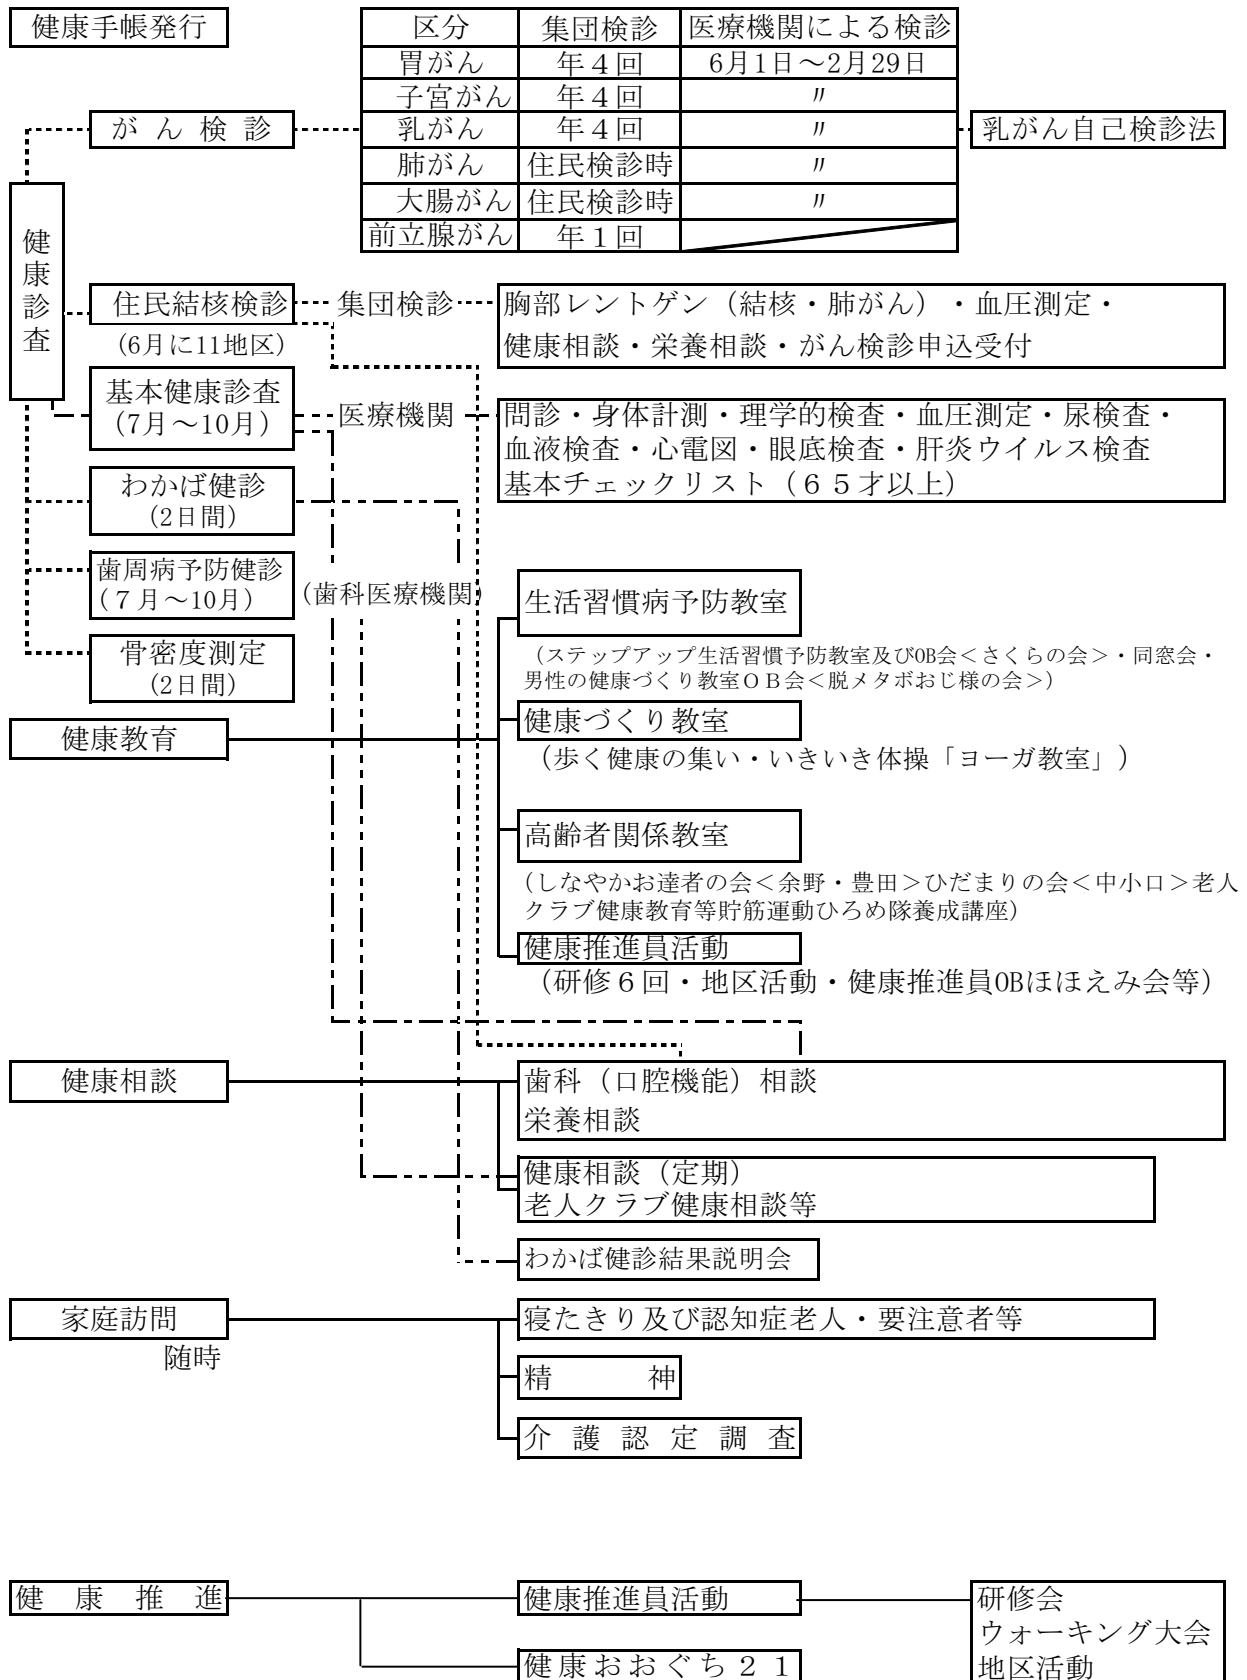 健康手帳発行
区分 集団検診 医療機関による検診
胃がん 年４回 6月1日～2月29日
子宮がん 年４回 〃
がん検診 乳がん 年４回 〃 乳がん自己検診法
肺がん 住民検診時 〃
大腸がん 住民検診時 〃
前立腺がん 年１回
健康診査
住民結核検診 集団検診 胸部レントゲン（結核・肺がん）・血圧測定・
(6月に11地区) 健康相談・栄養相談・がん検診申込受付
基本健康診査
(7月～10月)
医療機関
問診・身体計測・理学的検査・血圧測定・尿検査・
血液検査・心電図・眼底検査・肝炎ウイルス検査
基本チェックリスト（６５才以上）
わかば健診
(2日間)
歯周病予防健診
(７月～10月)
(歯科医療機関)
骨密度測定
(2日間)
生活習慣病予防教室
（ステップアップ生活習慣予防教室及びOB会＜さくらの会＞・同窓会・
男性の健康づくり教室ＯＢ会＜脱メタボおじ様の会＞）
健康教育
健康づくり教室
（歩く健康の集い・いきいき体操「ヨーガ教室」）
高齢者関係教室
（しなやかお達者の会＜余野・豊田＞ひだまりの会＜中小口＞老人
クラブ健康教育等貯筋運動ひろめ隊養成講座）
健康推進員活動
（研修６回・地区活動・健康推進員OBほほえみ会等）
健康相談 歯科（口腔機能）相談
栄養相談
健康相談（定期）
老人クラブ健康相談等
わかば健診結果説明会
家庭訪問 寝たきり及び認知症老人・要注意者等
随時
精神
介護認定調査
健康推進 健康推進員活動 研修会
ウォーキング大会
健康おおぐち２１ 地区活動